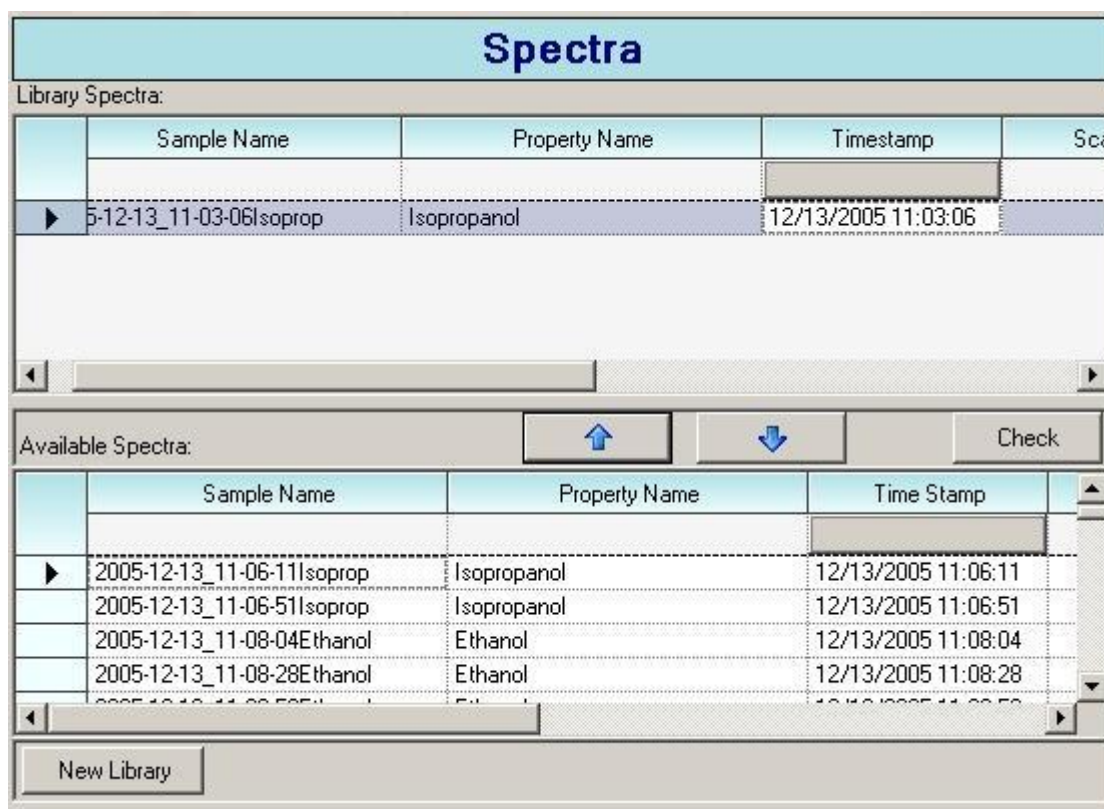 Spectra
Library Spectra:
Sample Name Property Name Timestamp Sca
5-12-13_11-03-06Isoprop Isopropanol 12/13/2005 11:03:06
Available Spectra: Check
Sample Name Property Name Time Stamp
2005-12-13_11-06-11Isoprop Isopropanol 12/13/2005 11:06:11
2005-12-13_11-06-51Isoprop Isopropanol 12/13/2005 11:06:51
2005-12-13_11-08-04Ethanol Ethanol 12/13/2005 11:08:04
2005-12-13_11-08-28Ethanol Ethanol 12/13/2005 11:08:28
New Library